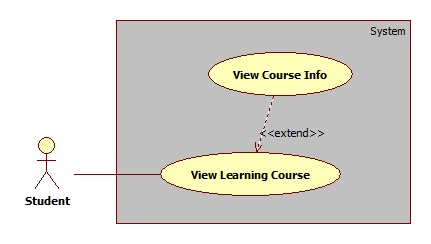 System
View Course Info
<<extend>>
View Learning Course
Student